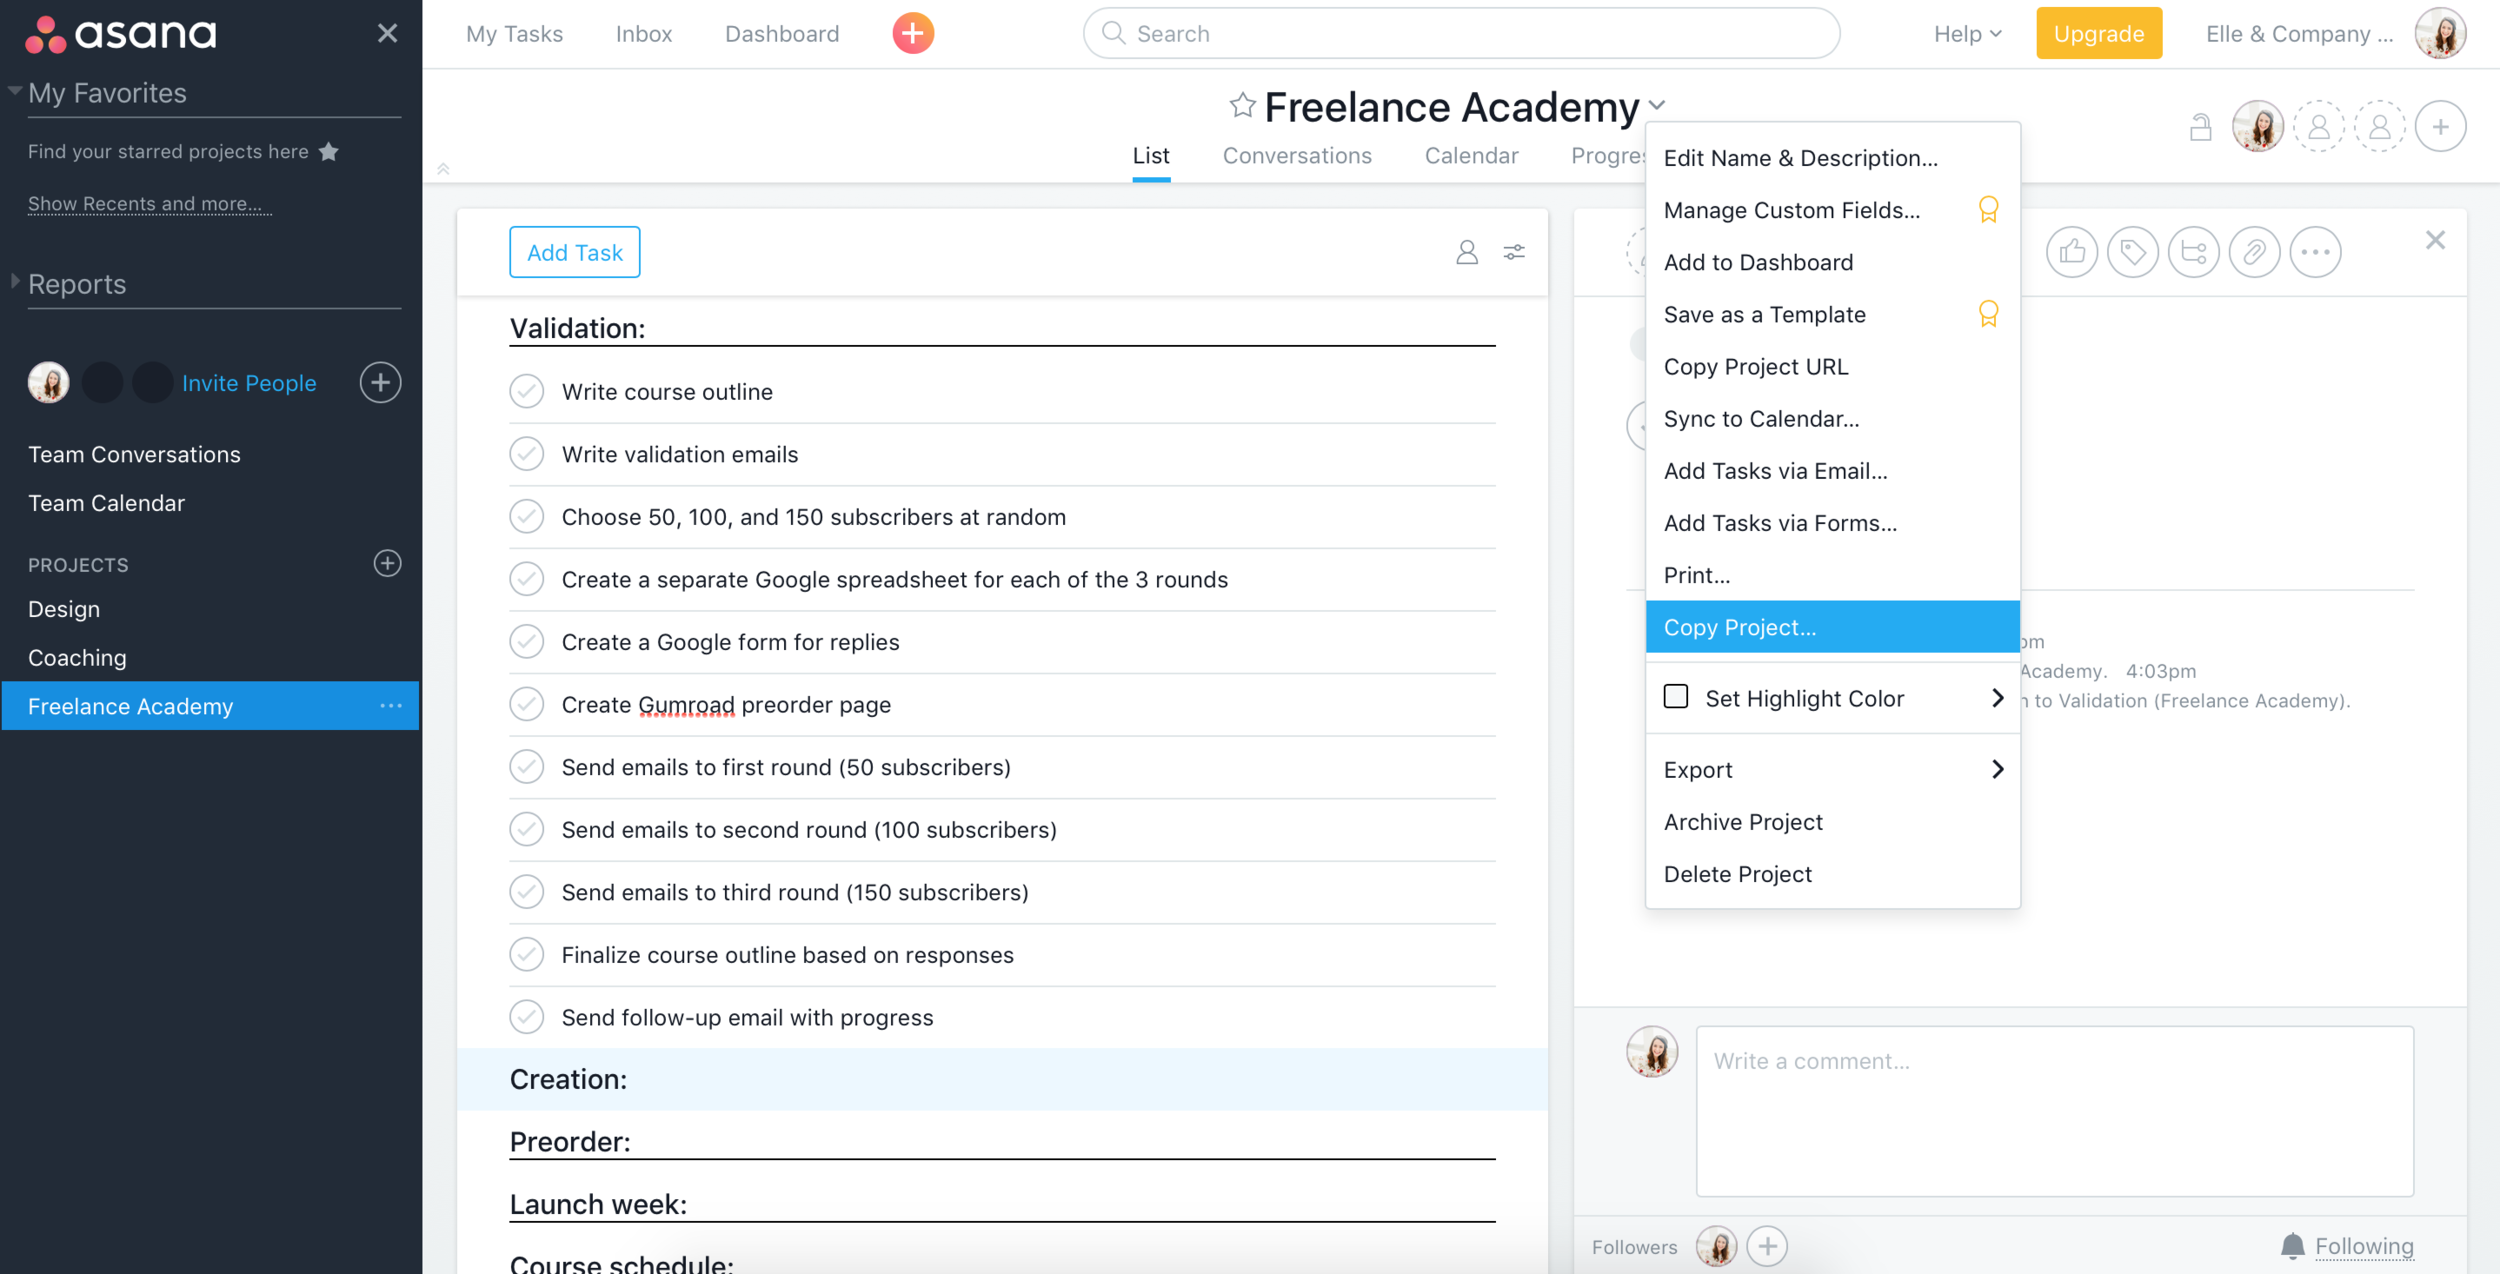 asana
My Favorites
Find your starred projects here
Show Recents and more...
Reports
Invite People
Team Conversations
Team Calendar
PROJECTS
Design
Coaching
Freelance Academy
My Tasks
Inbox
Dashboard
Search
Help
Upgrade
Elle & Company ...
Freelance Academy
List
Conversations
Calendar
Progres
Add Task
Validation:
Write course outline
Write validation emails
Choose 50, 100, and 150 subscribers at random
Create a separate Google spreadsheet for each of the 3 rounds
Create a Google form for replies
Create Gumroad preorder page
Send emails to first round (50 subscribers)
Send emails to second round (100 subscribers)
Send emails to third round (150 subscribers)
Finalize course outline based on responses
Send follow-up email with progress
Creation:
Preorder:
Launch week:
Course schedule:
Edit Name & Description...
Manage Custom Fields...
Add to Dashboard
Save as a Template
Copy Project URL
Sync to Calendar...
Add Tasks via Email...
Add Tasks via Forms...
Print...
Copy Project...
Set Highlight Color
Export
Archive Project
Delete Project
pm
Academy. 4:03pm
to Validation (Freelance Academy).
Write a comment...
Followers
Following